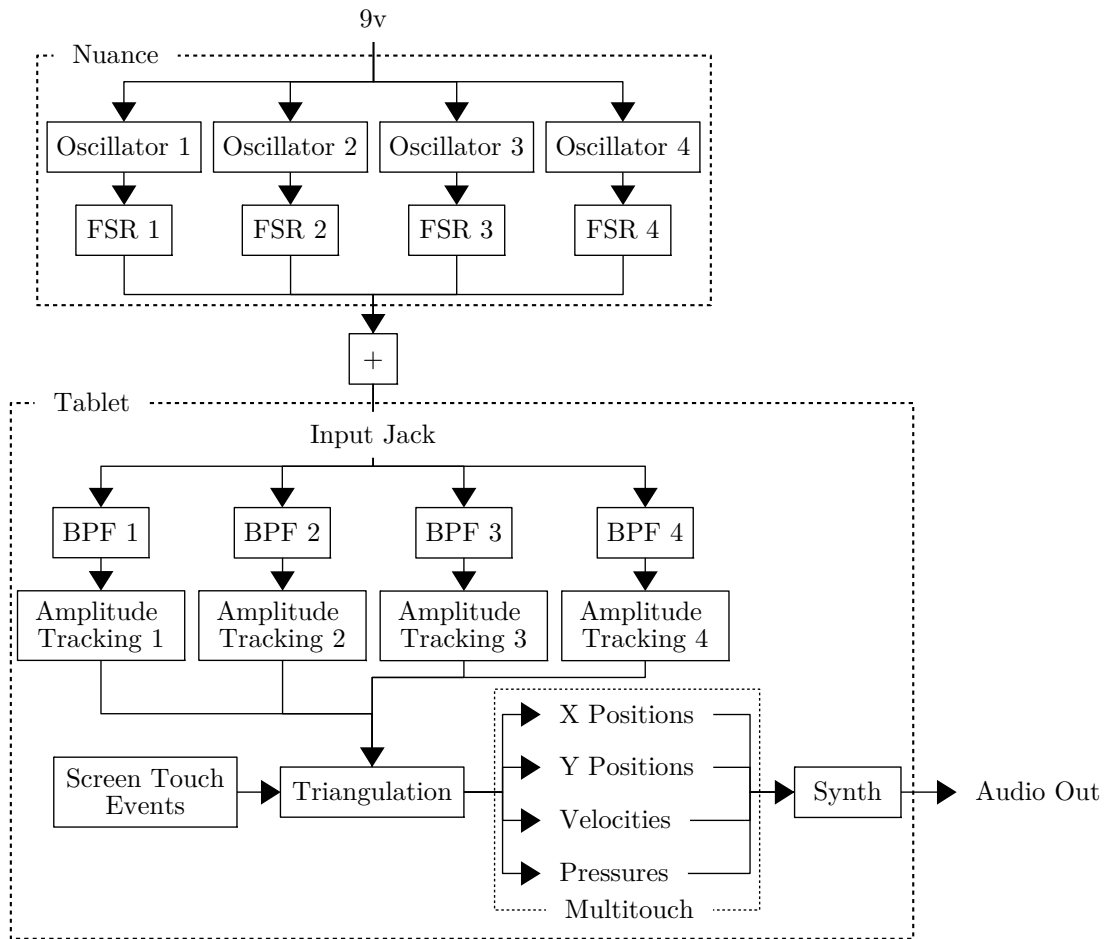 9v
Nuance
Oscillator 1
Oscillator 2
Oscillator 3
Oscillator 4
FSR 1
FSR 2
FSR 3
FSR 4
+
Tablet
Input Jack
BPF 1
BPF 2
BPF 3
BPF 4
Amplitude
Tracking 1
Amplitude
Tracking 2
Amplitude
Tracking 3
Amplitude
Tracking 4
Screen Touch
Events
Triangulation
X Positions
Y Positions
Velocities
Pressures
Multitouch
Synth
Audio Out